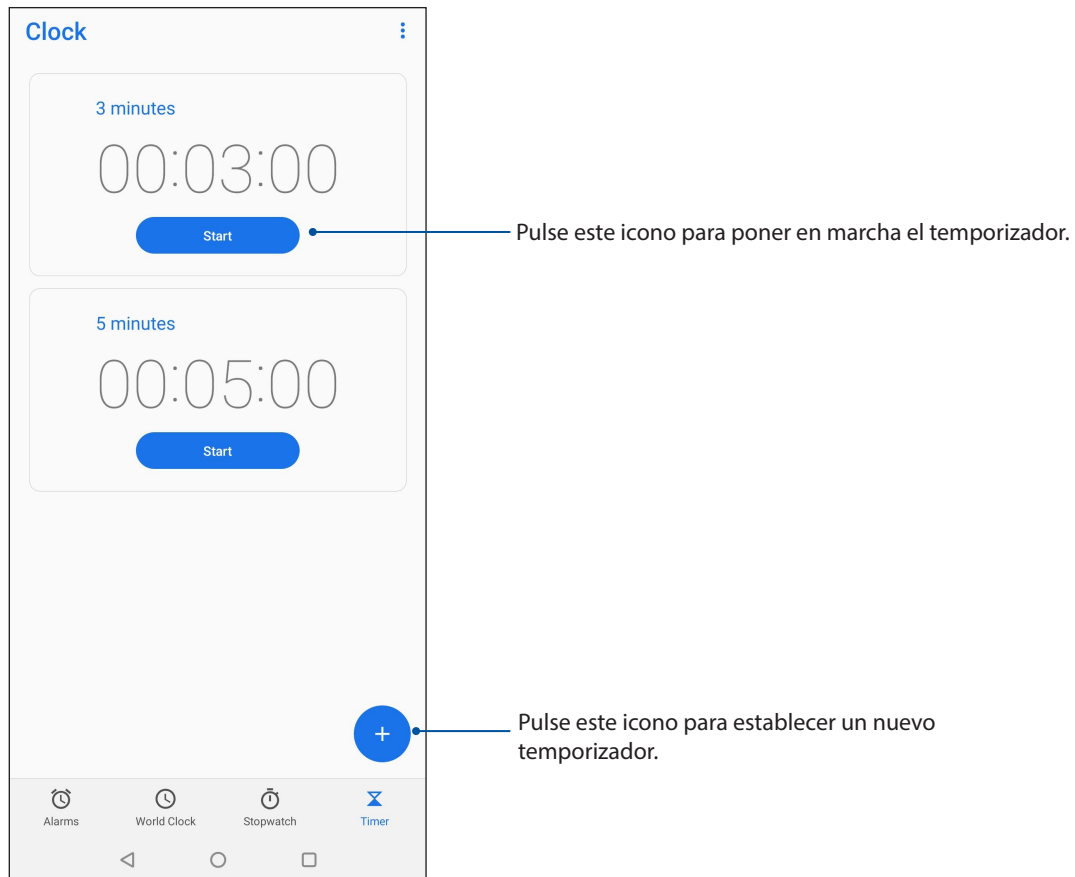 Clock
3 minutes
00:03:00
Start
Pulse este icono para poner en marcha el temporizador.
5 minutes
00:05:00
Start
+
Pulse este icono para establecer un nuevo
temporizador.
Alarms
World Clock
Stopwatch
Timer